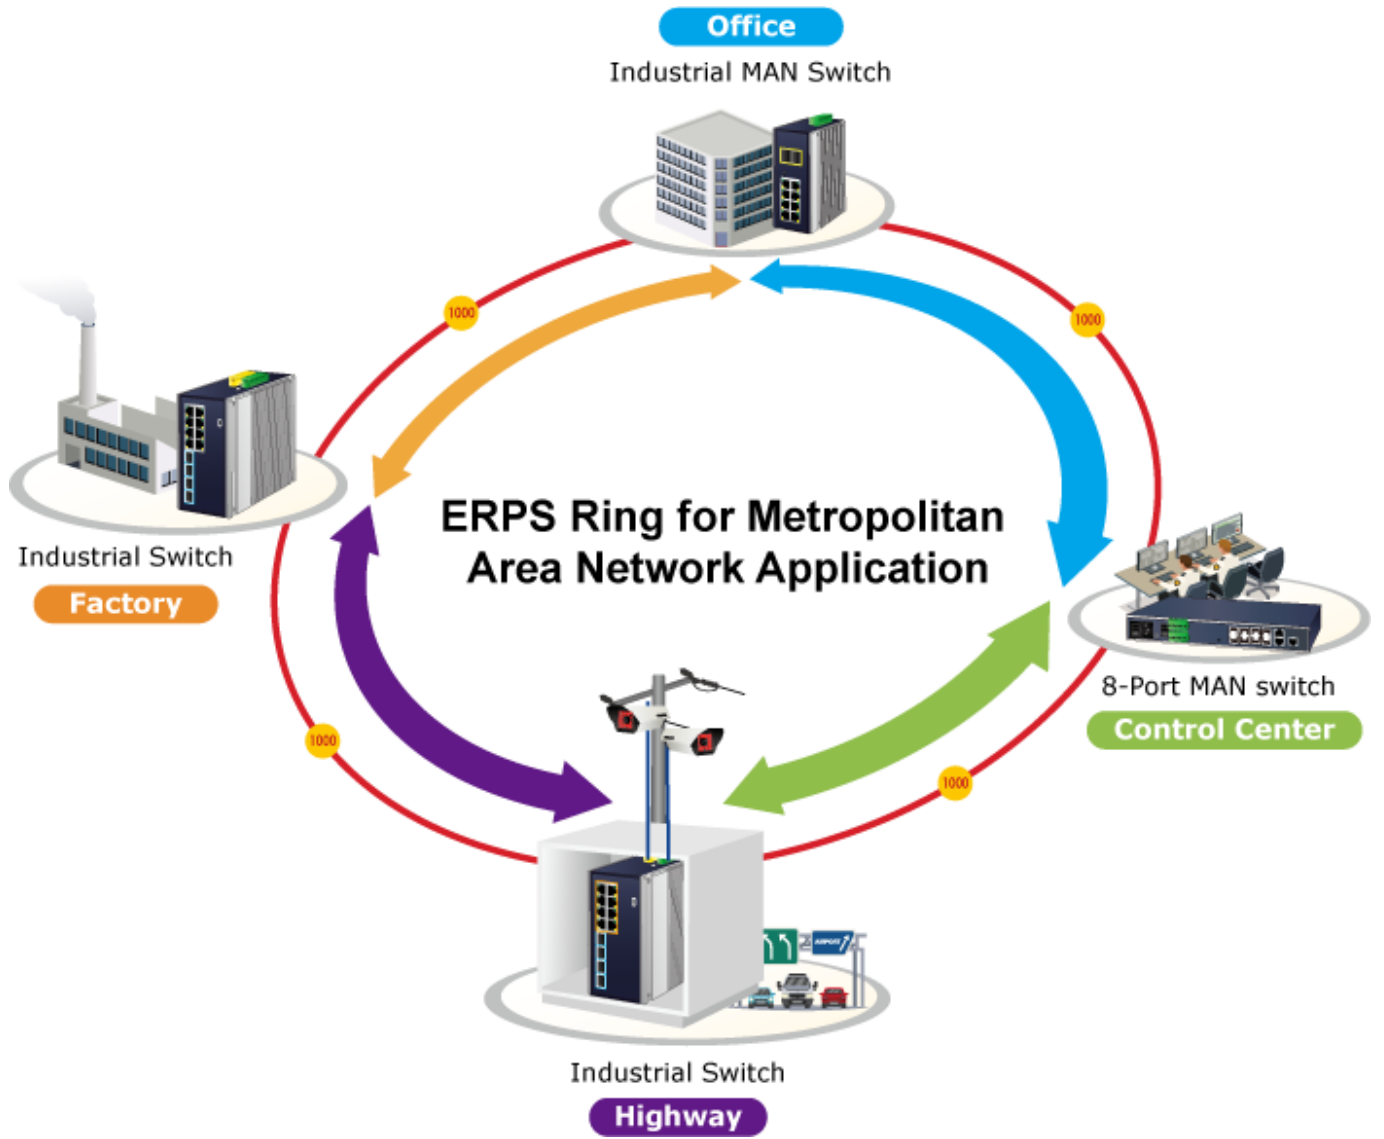 Office
Industrial MAN Switch
1000
1000
ERPS Ring for Metropolitan
Area Network Application
Industrial Switch
Factory
8-Port MAN switch
Control Center
1000
1000
AIRPORT
Industrial Switch
Highway